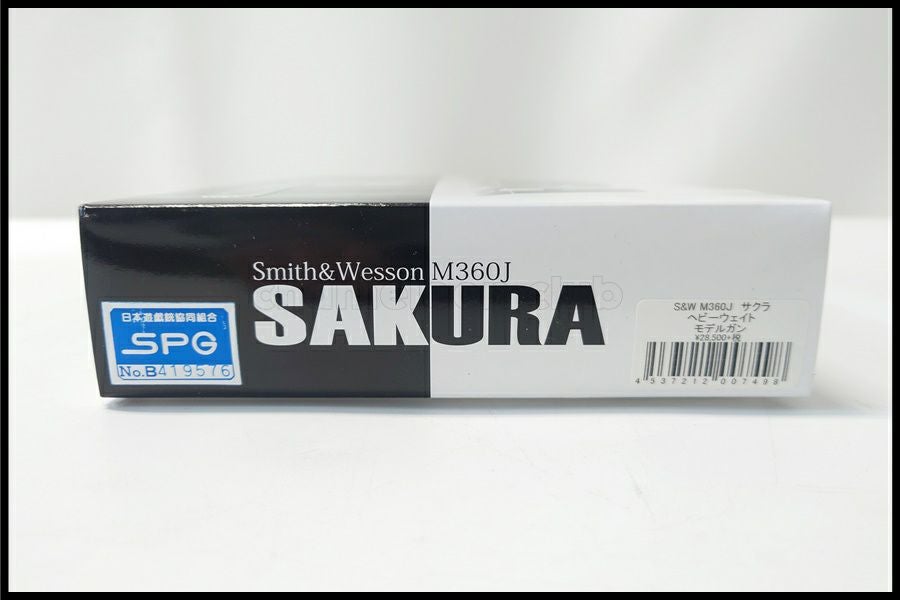 Smith&Wesson M360J
SAKURA
日本遊戯銃協同組合
SPG
No.B419576
S&W M360J サクラ
ヘビーウェイト
モデルガン
¥28,500+税
4 537212 007498